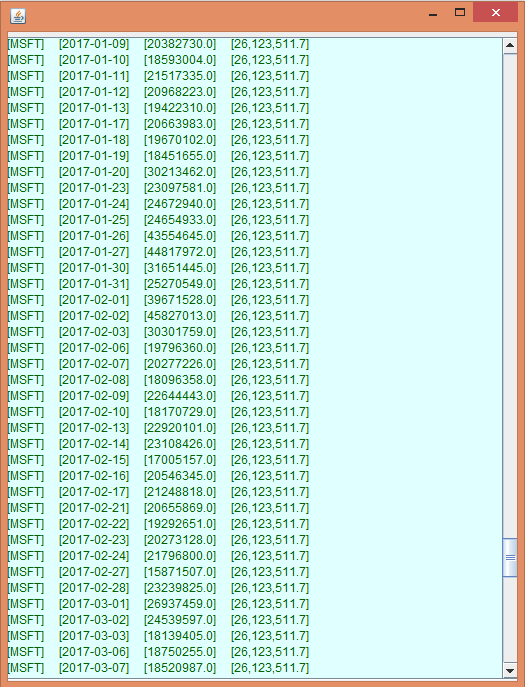 [MSFT] [2017-01-09] [20382730.0] [26,123,511.7]
[MSFT] [2017-01-10] [18593004.0] [26,123,511.7]
[MSFT] [2017-01-11] [21517335.0] [26,123,511.7]
[MSFT] [2017-01-12] [20968223.0] [26,123,511.7]
[MSFT] [2017-01-13] [19422310.0] [26,123,511.7]
[MSFT] [2017-01-17] [20663983.0] [26,123,511.7]
[MSFT] [2017-01-18] [19670102.0] [26,123,511.7]
[MSFT] [2017-01-19] [18451655.0] [26,123,511.7]
[MSFT] [2017-01-20] [30213462.0] [26,123,511.7]
[MSFT] [2017-01-23] [23097581.0] [26,123,511.7]
[MSFT] [2017-01-24] [24672940.0] [26,123,511.7]
[MSFT] [2017-01-25] [24654933.0] [26,123,511.7]
[MSFT] [2017-01-26] [43554645.0] [26,123,511.7]
[MSFT] [2017-01-27] [44817972.0] [26,123,511.7]
[MSFT] [2017-01-30] [31651445.0] [26,123,511.7]
[MSFT] [2017-01-31] [25270549.0] [26,123,511.7]
[MSFT] [2017-02-01] [39671528.0] [26,123,511.7]
[MSFT] [2017-02-02] [45827013.0] [26,123,511.7]
[MSFT] [2017-02-03] [30301759.0] [26,123,511.7]
[MSFT] [2017-02-06] [19796360.0] [26,123,511.7]
[MSFT] [2017-02-07] [20277226.0] [26,123,511.7]
[MSFT] [2017-02-08] [18096358.0] [26,123,511.7]
[MSFT] [2017-02-09] [22644443.0] [26,123,511.7]
[MSFT] [2017-02-10] [18170729.0] [26,123,511.7]
[MSFT] [2017-02-13] [22920101.0] [26,123,511.7]
[MSFT] [2017-02-14] [23108426.0] [26,123,511.7]
[MSFT] [2017-02-15] [17005157.0] [26,123,511.7]
[MSFT] [2017-02-16] [20546345.0] [26,123,511.7]
[MSFT] [2017-02-17] [21248818.0] [26,123,511.7]
[MSFT] [2017-02-21] [20655869.0] [26,123,511.7]
[MSFT] [2017-02-22] [19292651.0] [26,123,511.7]
[MSFT] [2017-02-23] [20273128.0] [26,123,511.7]
[MSFT] [2017-02-24] [21796800.0] [26,123,511.7]
[MSFT] [2017-02-27] [15871507.0] [26,123,511.7]
[MSFT] [2017-02-28] [23239825.0] [26,123,511.7]
[MSFT] [2017-03-01] [26937459.0] [26,123,511.7]
[MSFT] [2017-03-02] [24539597.0] [26,123,511.7]
[MSFT] [2017-03-03] [18139405.0] [26,123,511.7]
[MSFT] [2017-03-06] [18750255.0] [26,123,511.7]
[MSFT] [2017-03-07] [18520987.0] [26,123,511.7]